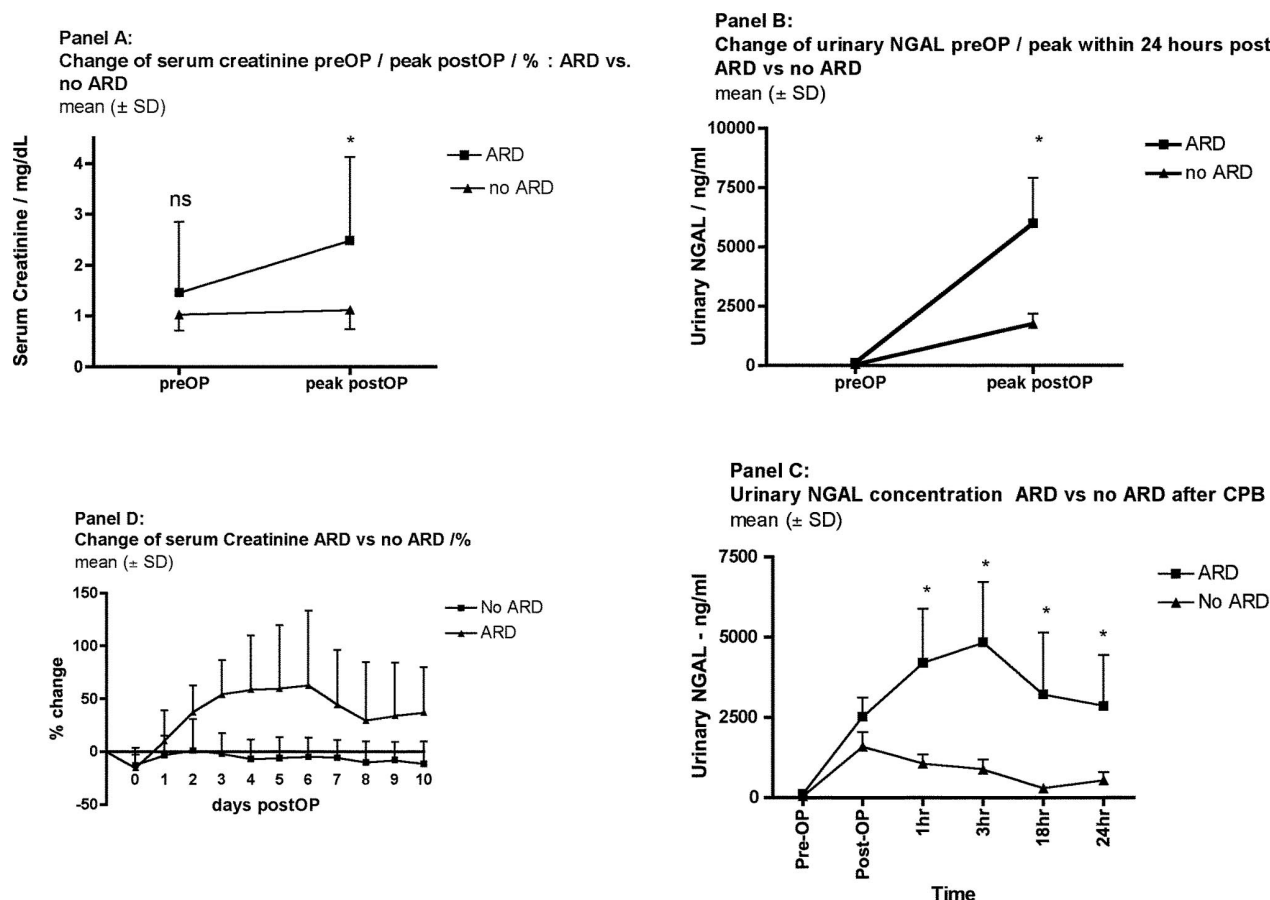 Panel A:
Change of serum creatinine preOP / peak postOP / % : ARD vs.
no ARD
mean (± SD)
Serum Creatinine / mg/dL
4
3
2
1
0
ns
*
preOP
peak postOP
ARD
no ARD
Panel B:
Change of urinary NGAL preOP / peak within 24 hours post
ARD vs no ARD
mean (± SD)
Urinary NGAL / ng/ml
10000
7500
5000
2500
0
*
preOP
peak postOP
ARD
no ARD
Panel D:
Change of serum Creatinine ARD vs no ARD /%
mean (± SD)
% change
150
100
50
0
-50
0 1 2 3 4 5 6 7 8 9 10
days postOP
No ARD
ARD
Panel C:
Urinary NGAL concentration ARD vs no ARD after CPB
mean (± SD)
Urinary NGAL - ng/ml
7500
5000
2500
0
* * * *
Pre-OP
Post-OP
1hr
3hr
18hr
24hr
Time
ARD
No ARD